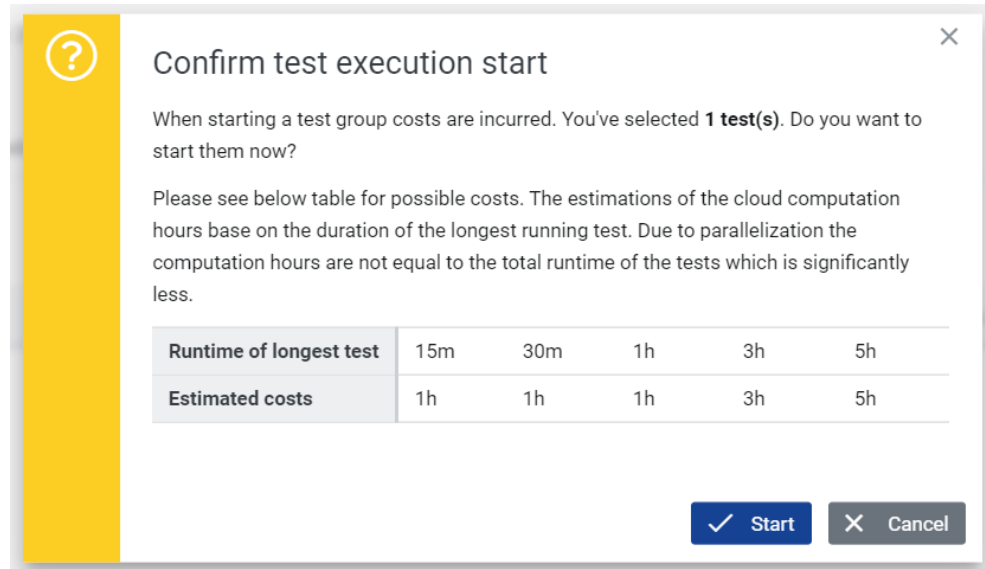 Confirm test execution start
When starting a test group costs are incurred. You've selected 1 test(s). Do you want to
start them now?
Please see below table for possible costs. The estimations of the cloud computation
hours base on the duration of the longest running test. Due to parallelization the
computation hours are not equal to the total runtime of the tests which is significantly
less.
Runtime of longest test 15m 30m 1h 3h 5h
Estimated costs 1h 1h 1h 3h 5h
Start Cancel